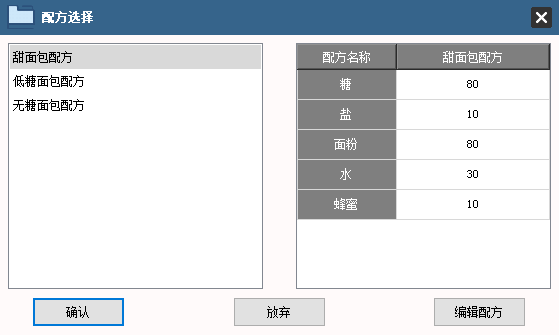 配方选择
甜面包配方
低糖面包配方
无糖面包配方
配方名称 甜面包配方
糖 80
盐 10
面粉 80
水 30
蜂蜜 10
确认 放弃 编辑配方